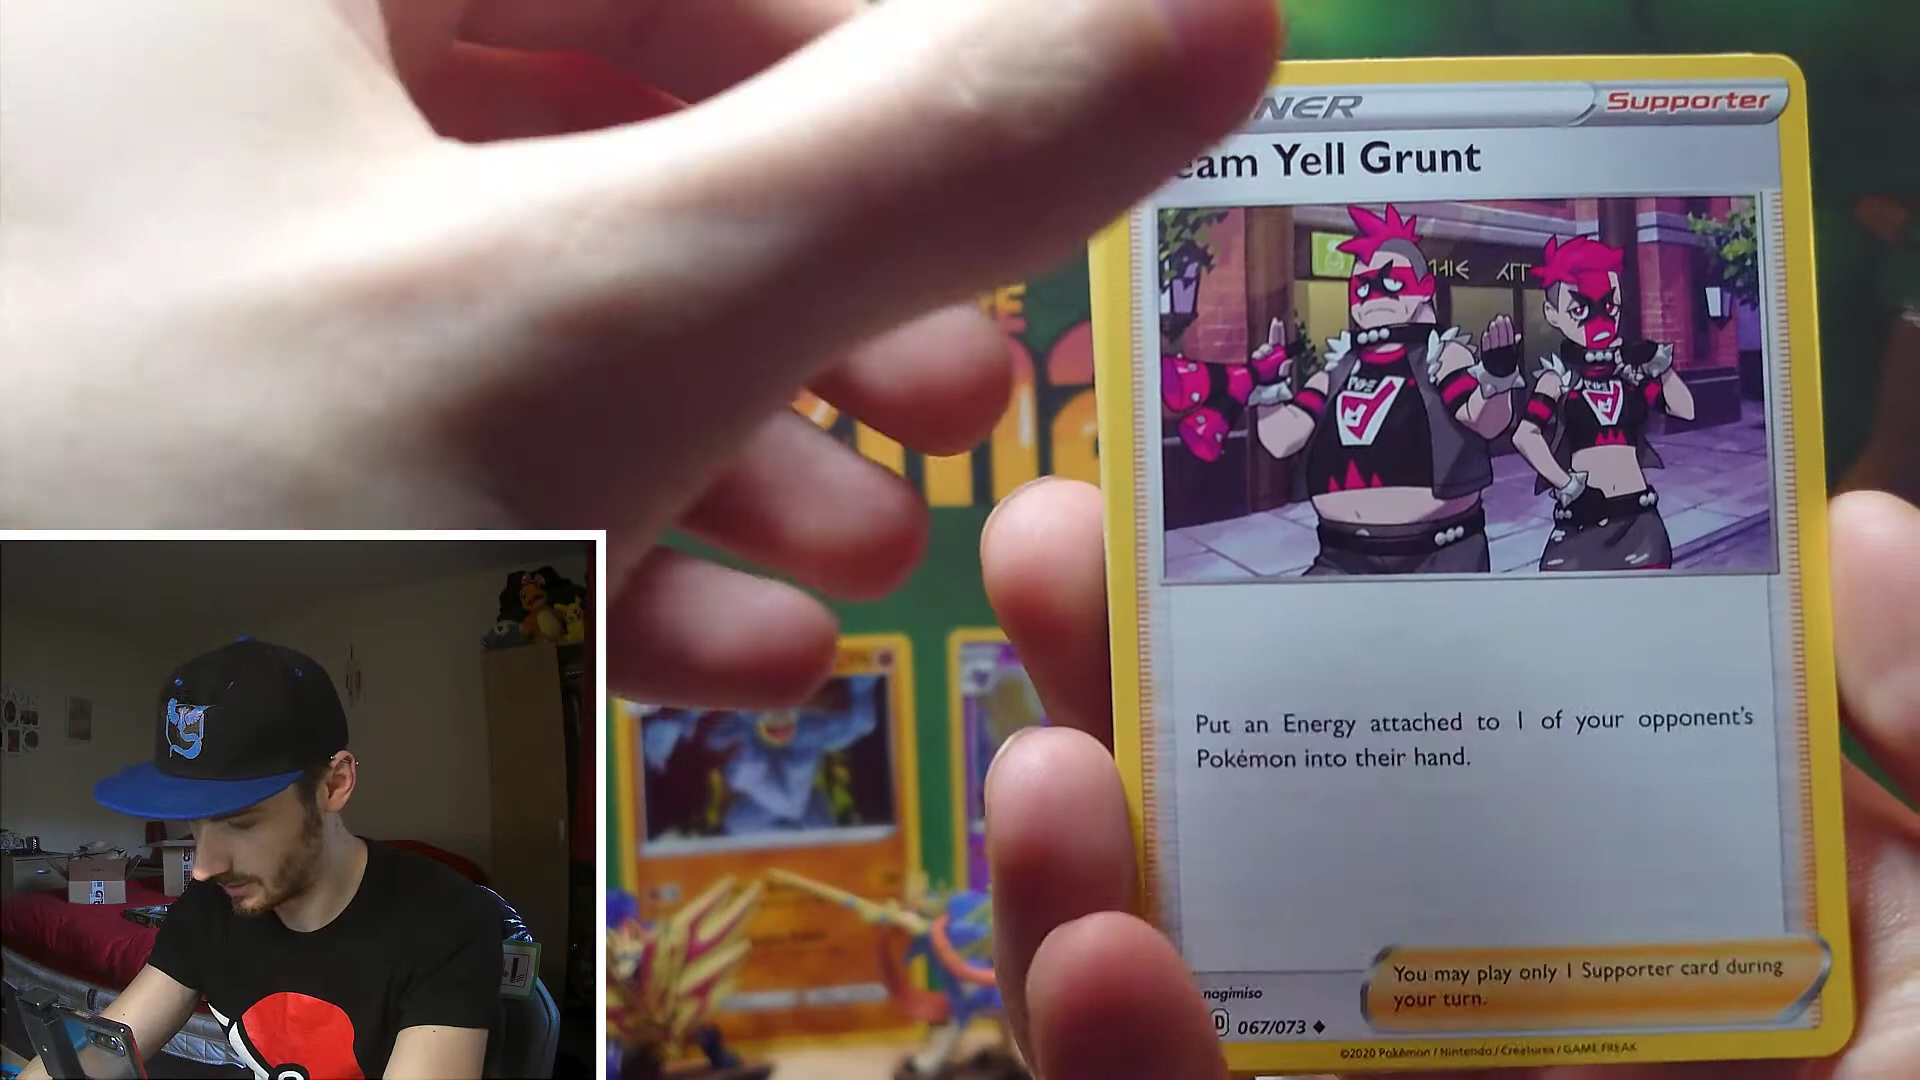 NER
Supporter
eam Yell Grunt
Put an Energy attached to 1 of your opponent's
Pokémon into their hand.
You may play only 1 Supporter card during
your turn.
nagimiso
D 067/073
©2020 Pokémon / Nintendo / Creatures / GAME FREAK